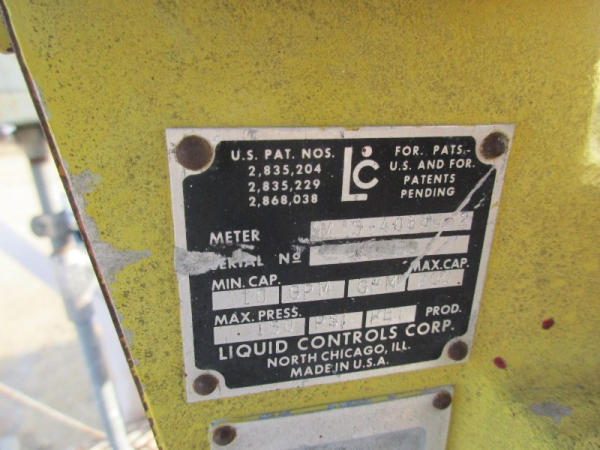 U.S. PAT. NOS.
2,835,204
2,835,229
2,868,038
LC
FOR. PATS.-
U.S. AND FOR.
PATENTS
PENDING
METER
SERIAL Nº
MIN. CAP. MAX. CAP.
GPM GPM
MAX. PRESS. PROD.
150 PSI
LIQUID CONTROLS CORP.
NORTH CHICAGO, ILL.
MADE IN U.S.A.